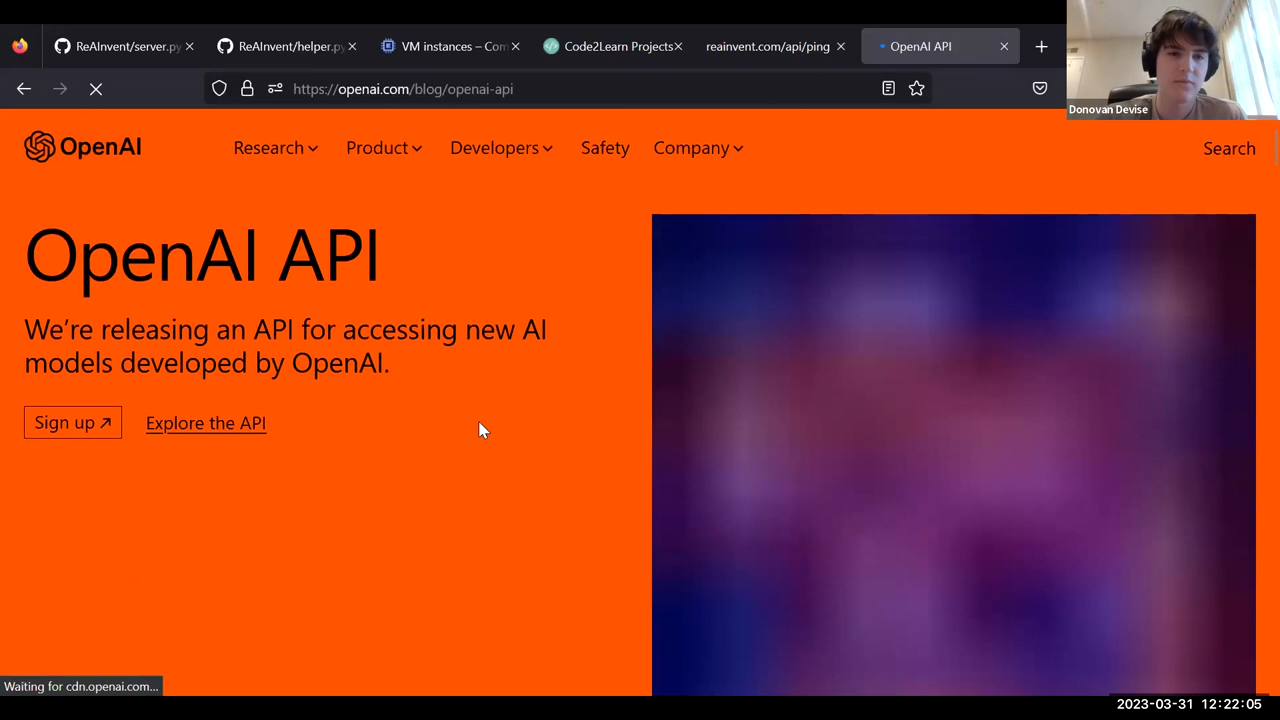 ReAInvent/server.py
ReAInvent/helper.py
VM instances – Com
Code2Learn Projects
reainvent.com/api/ping
OpenAI API
https://openai.com/blog/openai-api
Donovan Devise
OpenAI
Research
Product
Developers
Safety
Company
Search
OpenAI API
We’re releasing an API for accessing new AI
models developed by OpenAI.
Sign up ↗
Explore the API
Waiting for cdn.openai.com...
2023-03-31 12:22:05